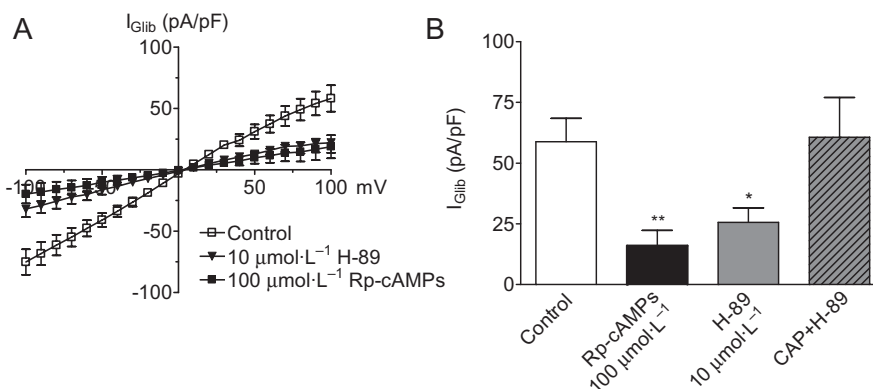 A
I_Glib (pA/pF)
100
50
-100
-50
50
100 mV
-50
-100
Control
10 µmol·L⁻¹ H-89
100 µmol·L⁻¹ Rp-cAMPs
B
I_Glib (pA/pF)
100
75
50
25
0
**
*
Control
Rp-cAMPs
100 µmol·L⁻¹
H-89
10 µmol·L⁻¹
CAP+H-89